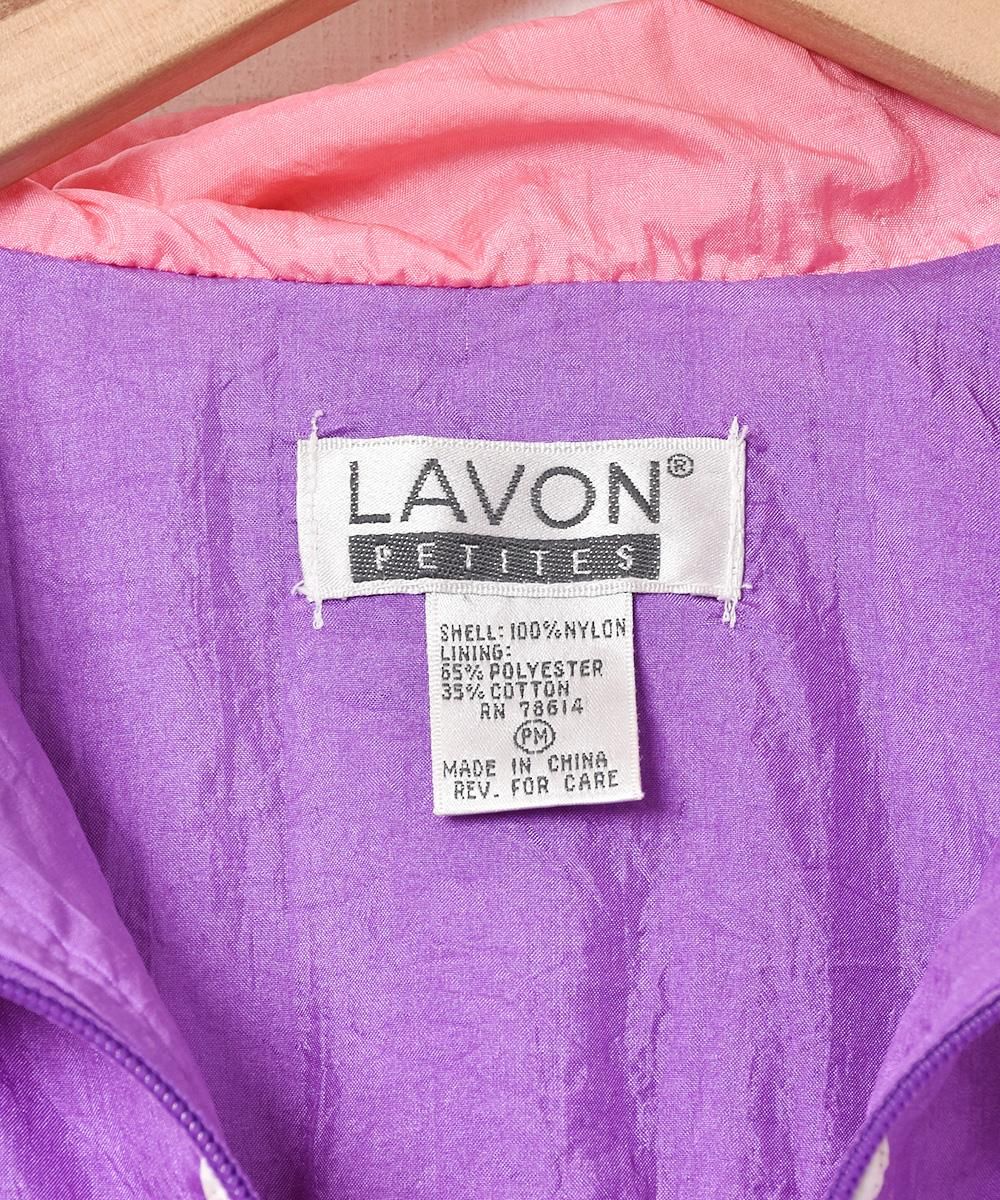 LAVON®
PETITES
SHELL: 100% NYLON
LINING:
65% POLYESTER
35% COTTON
RN 78614
PM
MADE IN CHINA
REV. FOR CARE